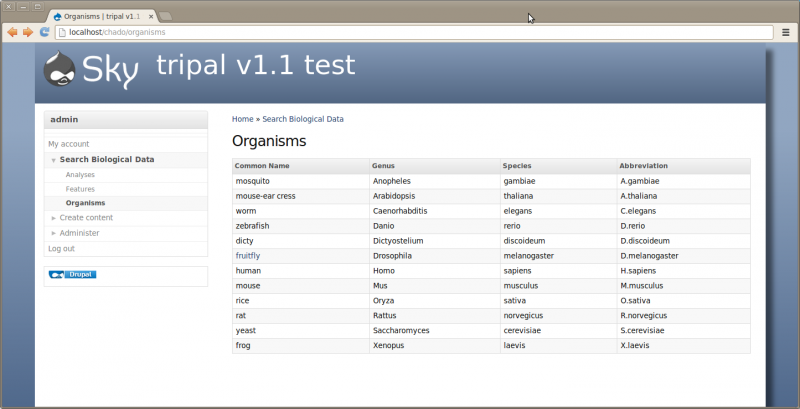 Organisms | tripal v1.1
localhost/chado/organisms
Sky
tripal v1.1 test
admin
My account
Search Biological Data
Analyses
Features
Organisms
Create content
Administer
Log out
Drupal
Home » Search Biological Data
Organisms
Common Name Genus Species Abbreviation
mosquito Anopheles gambiae A.gambiae
mouse-ear cress Arabidopsis thaliana A.thaliana
worm Caenorhabditis elegans C.elegans
zebrafish Danio rerio D.rerio
dicty Dictyostelium discoideum D.discoideum
fruitfly Drosophila melanogaster D.melanogaster
human Homo sapiens H.sapiens
mouse Mus musculus M.musculus
rice Oryza sativa O.sativa
rat Rattus norvegicus R.norvegicus
yeast Saccharomyces cerevisiae S.cerevisiae
frog Xenopus laevis X.laevis